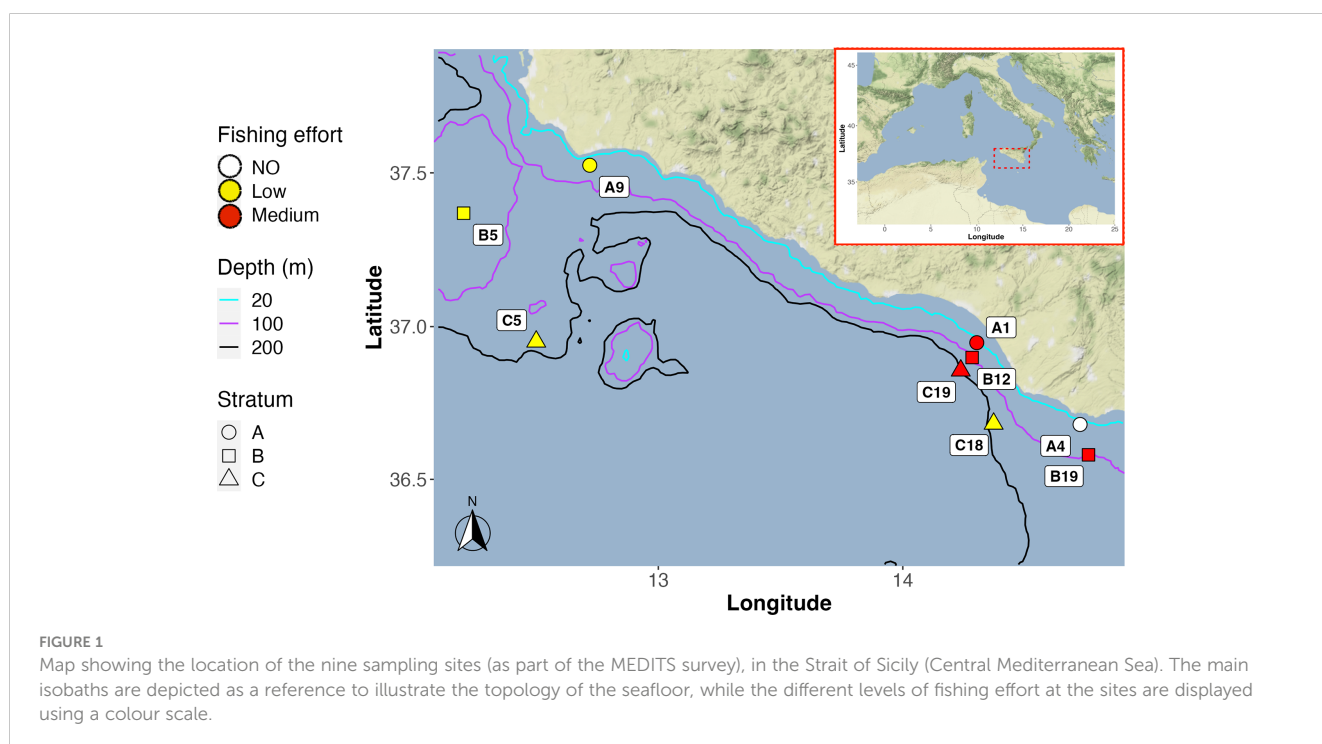 Fishing effort
NO
Low
Medium
Depth (m)
20
100
200
Stratum
A
B
C
Latitude
37.5
37.0
36.5
13
14
Longitude
A9
B5
C5
A1
B12
C19
C18
A4
B19
N
0
Latitude
45
40
35
0
5
10
15
20
25
Longitude
FIGURE 1
Map showing the location of the nine sampling sites (as part of the MEDITS survey), in the Strait of Sicily (Central Mediterranean Sea). The main
isobaths are depicted as a reference to illustrate the topology of the seafloor, while the different levels of fishing effort at the sites are displayed
using a colour scale.